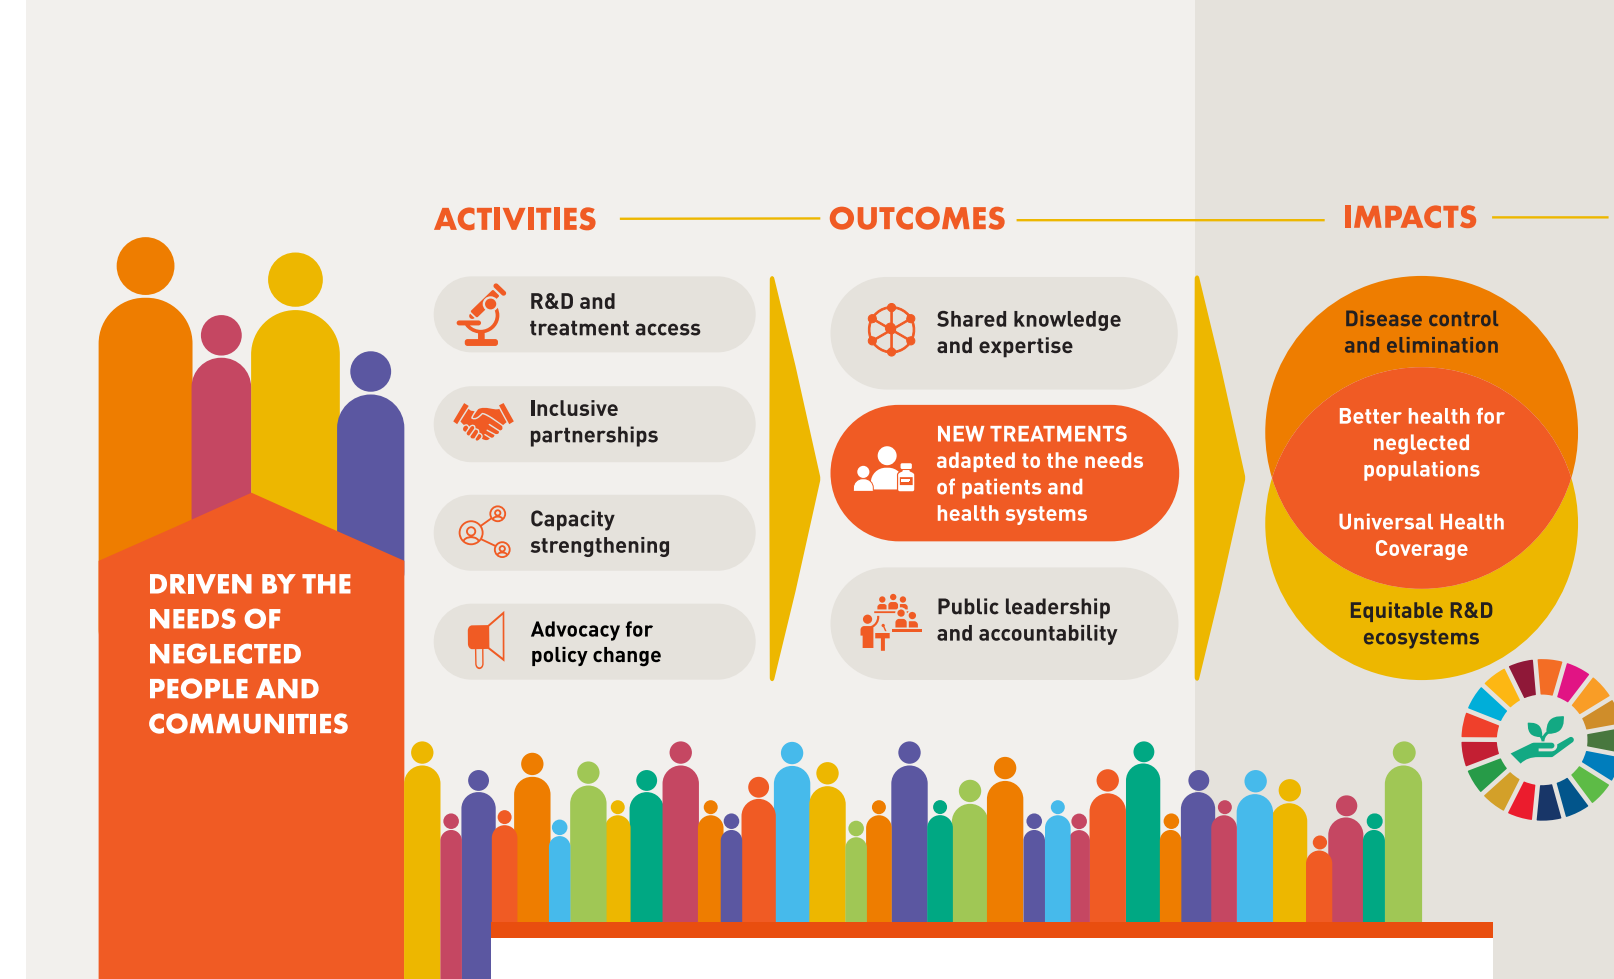 ACTIVITIES
OUTCOMES
IMPACTS
R&D and
treatment access
Inclusive
partnerships
Capacity
strengthening
Advocacy for
policy change
Shared knowledge
and expertise
NEW TREATMENTS
adapted to the needs
of patients and
health systems
Public leadership
and accountability
Disease control
and elimination
Better health for
neglected
populations
Universal Health
Coverage
Equitable R&D
ecosystems
DRIVEN BY THE
NEEDS OF
NEGLECTED
PEOPLE AND
COMMUNITIES